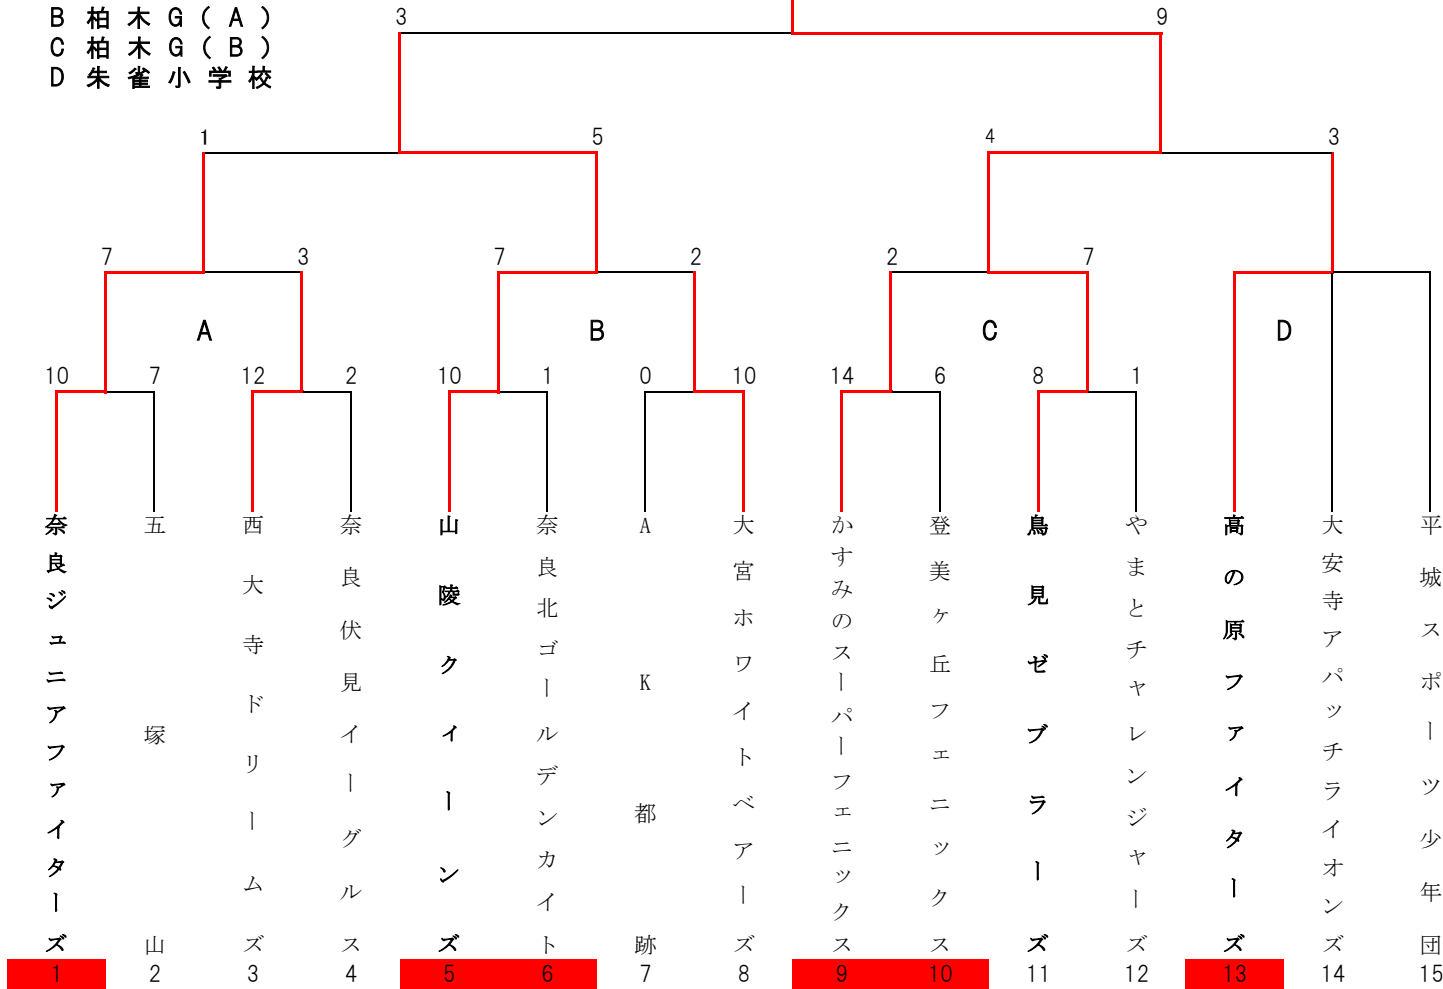 B 柏木G(A)
C 柏木G(B)
D 朱雀小学校
3 9
1 5 4 3
7 3 7 2 2 7
A B C D
10 7 12 2 10 1 0 10 14 6 8 1
奈良ジュニアファイターズ
五塚山
西大寺ドリームズ
奈良伏見イーグルス
山陵クィーンズ
奈良北ゴールデンカイト
AK都跡
大宮ホワイトベアーズ
かすみのスーパーフェニックス
登美ヶ丘フェニックス
鳥見ゼブラーズ
やまとチャレンジャーズ
高の原ファイターズ
大安寺アパッチライオンズ
平城スポーツ少年団
1 2 3 4 5 6 7 8 9 10 11 12 13 14 15